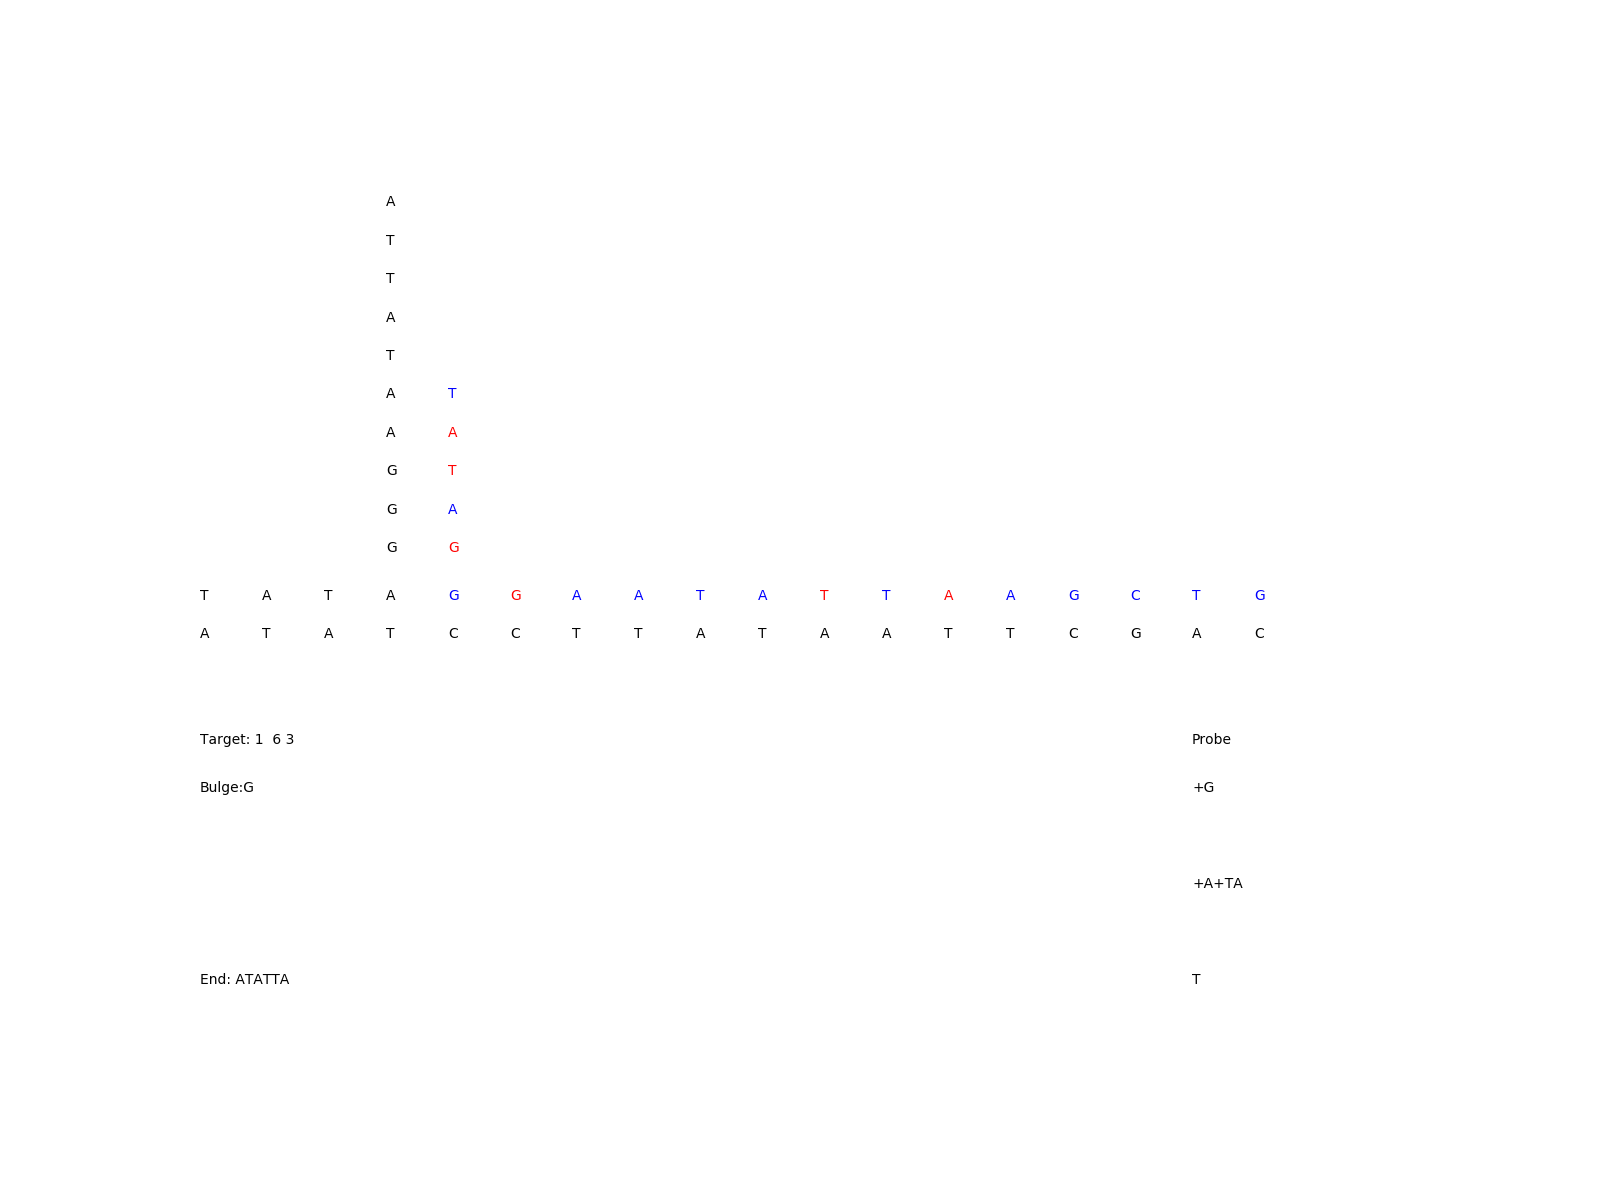 A
T
T
A
T
A T
A A
G T
G A
G G
T A T A G G A A T A T T A A G C T G
A T A T C C T T A T A A T T C G A C
Target: 1  6 3 Probe
Bulge:G +G
+A+TA
End: ATATTA T